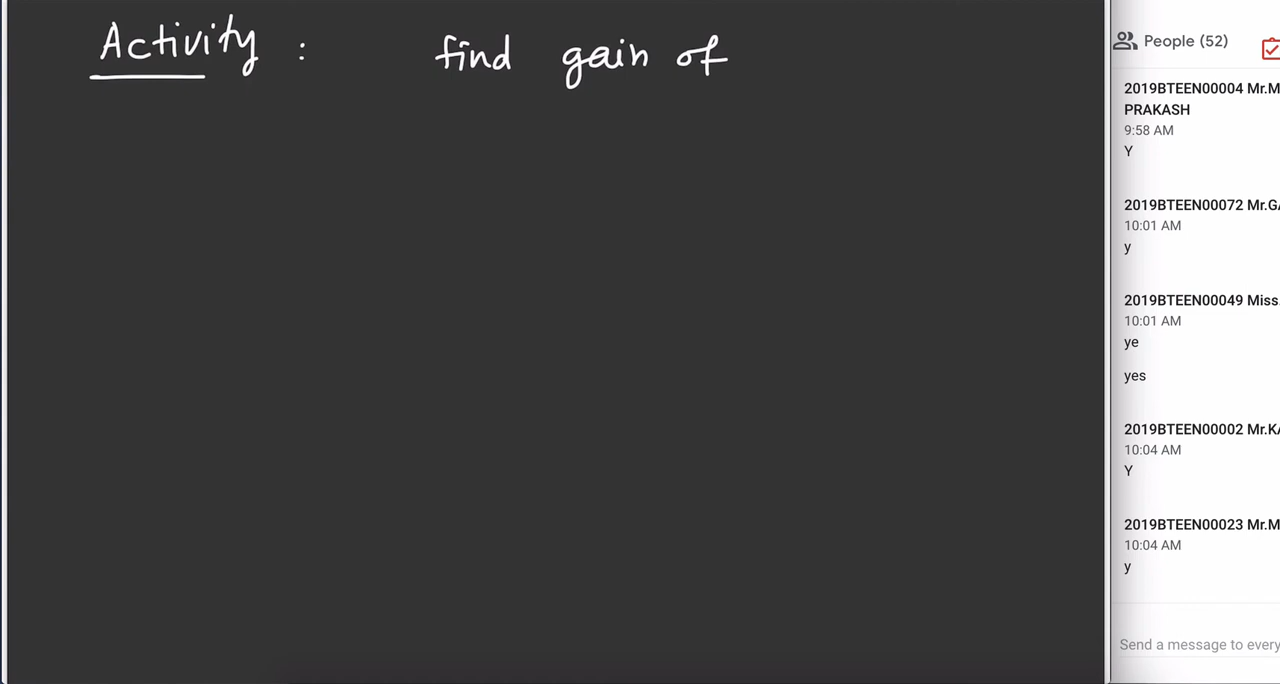 Activity : find gain of
People (52)
2019BTEEN00004 Mr.M
PRAKASH
9:58 AM
Y
2019BTEEN00072 Mr.G
10:01 AM
y
2019BTEEN00049 Miss.
10:01 AM
ye
yes
2019BTEEN00002 Mr.K
10:04 AM
Y
2019BTEEN00023 Mr.M
10:04 AM
y
Send a message to every